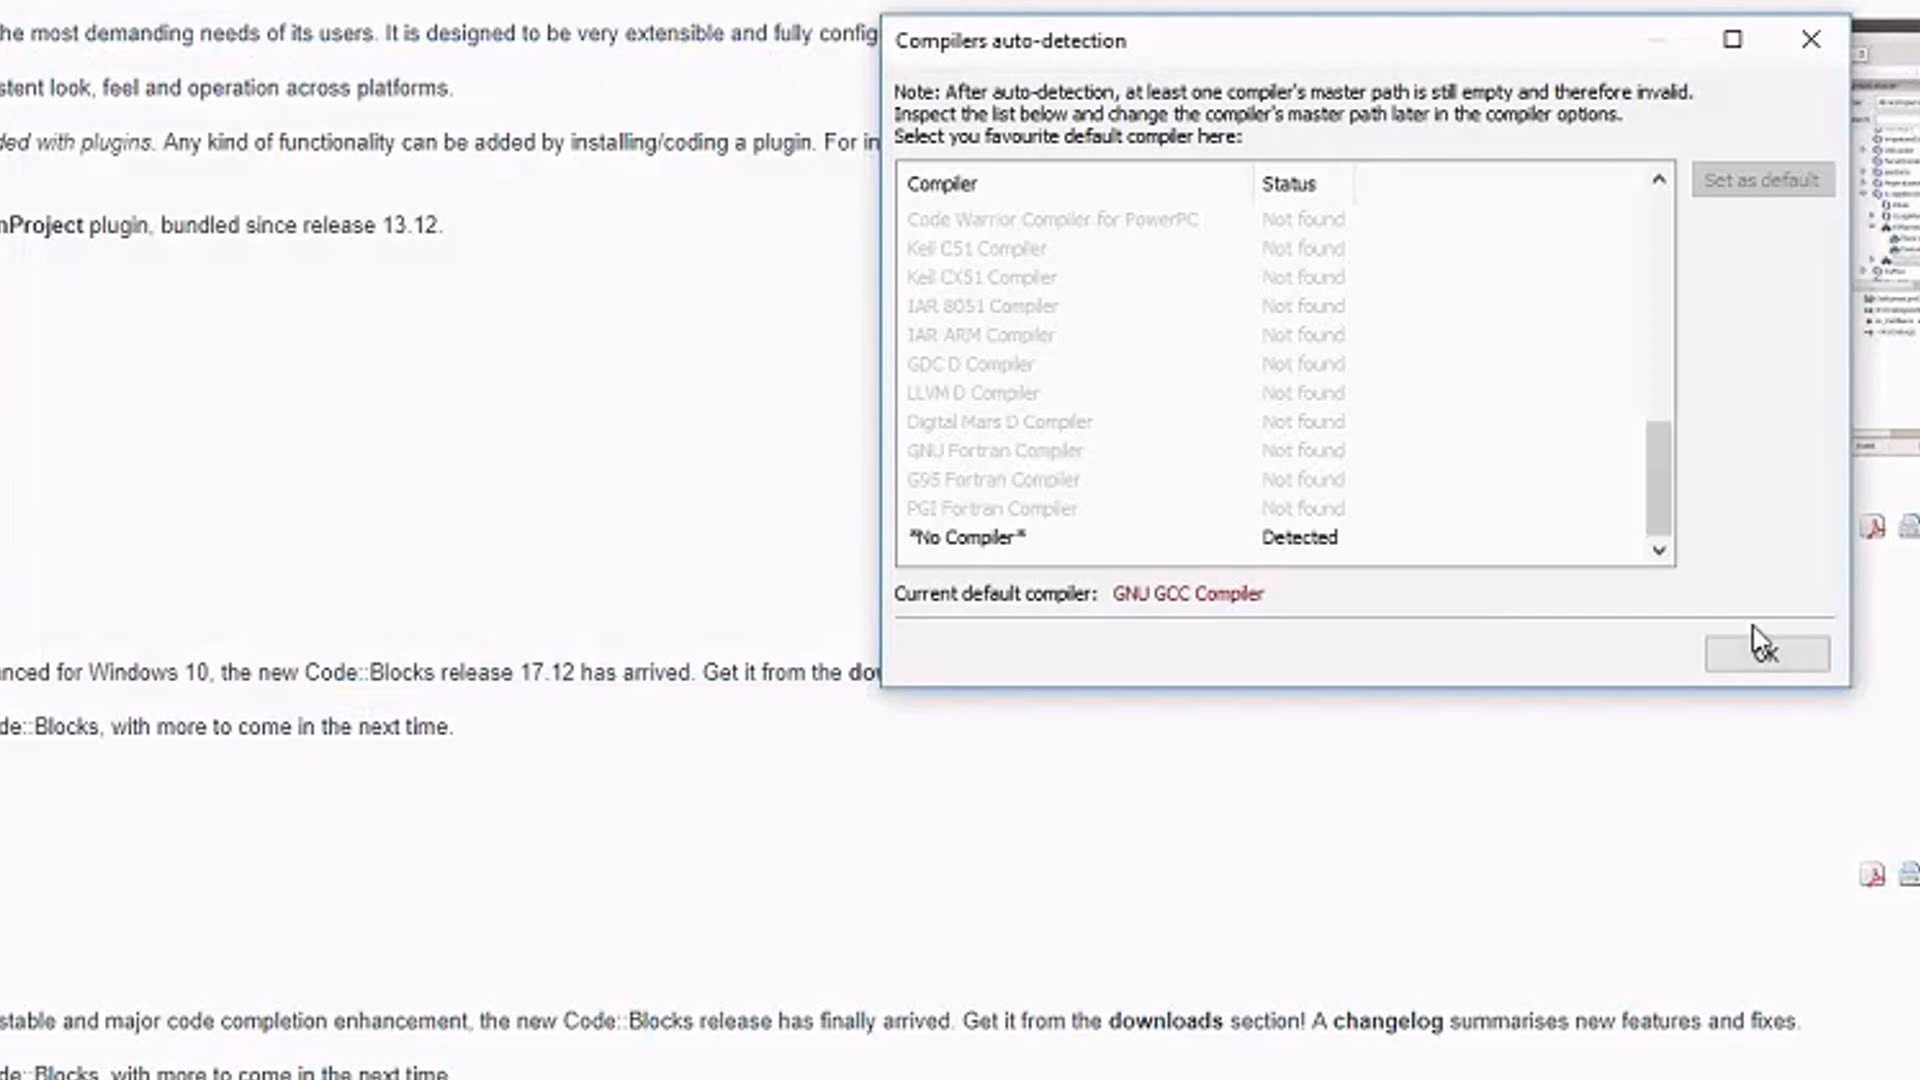 he most demanding needs of its users. It is designed to be very extensible and fully config
stent look, feel and operation across platforms.
ded with plugins. Any kind of functionality can be added by installing/coding a plugin. For in
nProject plugin, bundled since release 13.12.
Compilers auto-detection
Note: After auto-detection, at least one compiler's master path is still empty and therefore invalid.
Inspect the list below and change the compiler's master path later in the compiler options.
Select you favourite default compiler here:
Compiler Status
Set as default
Code Warrior Compiler for PowerPC Not found
Keil C51 Compiler Not found
Keil CX51 Compiler Not found
IAR 8051 Compiler Not found
IAR ARM Compiler Not found
GDC D Compiler Not found
LLVM D Compiler Not found
Digital Mars D Compiler Not found
GNU Fortran Compiler Not found
G95 Fortran Compiler Not found
PGI Fortran Compiler Not found
*No Compiler* Detected
Current default compiler: GNU GCC Compiler
OK
nced for Windows 10, the new Code::Blocks release 17.12 has arrived. Get it from the dow
de::Blocks, with more to come in the next time.
stable and major code completion enhancement, the new Code::Blocks release has finally arrived. Get it from the downloads section! A changelog summarises new features and fixes.
de::Blocks, with more to come in the next time.